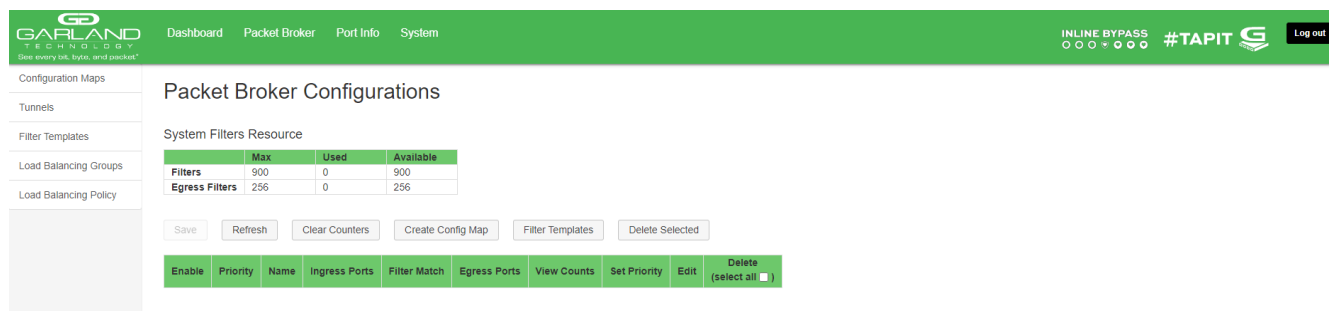 GARLAND
TECHNOLOGY
See every bit, byte, and packet®
Dashboard Packet Broker Port Info System
INLINE BYPASS
#TAPIT
Log out
Configuration Maps
Tunnels
Filter Templates
Load Balancing Groups
Load Balancing Policy
Packet Broker Configurations
System Filters Resource
Max Used Available
Filters 900 0 900
Egress Filters 256 0 256
Save Refresh Clear Counters Create Config Map Filter Templates Delete Selected
Enable Priority Name Ingress Ports Filter Match Egress Ports View Counts Set Priority Edit Delete
(select all )